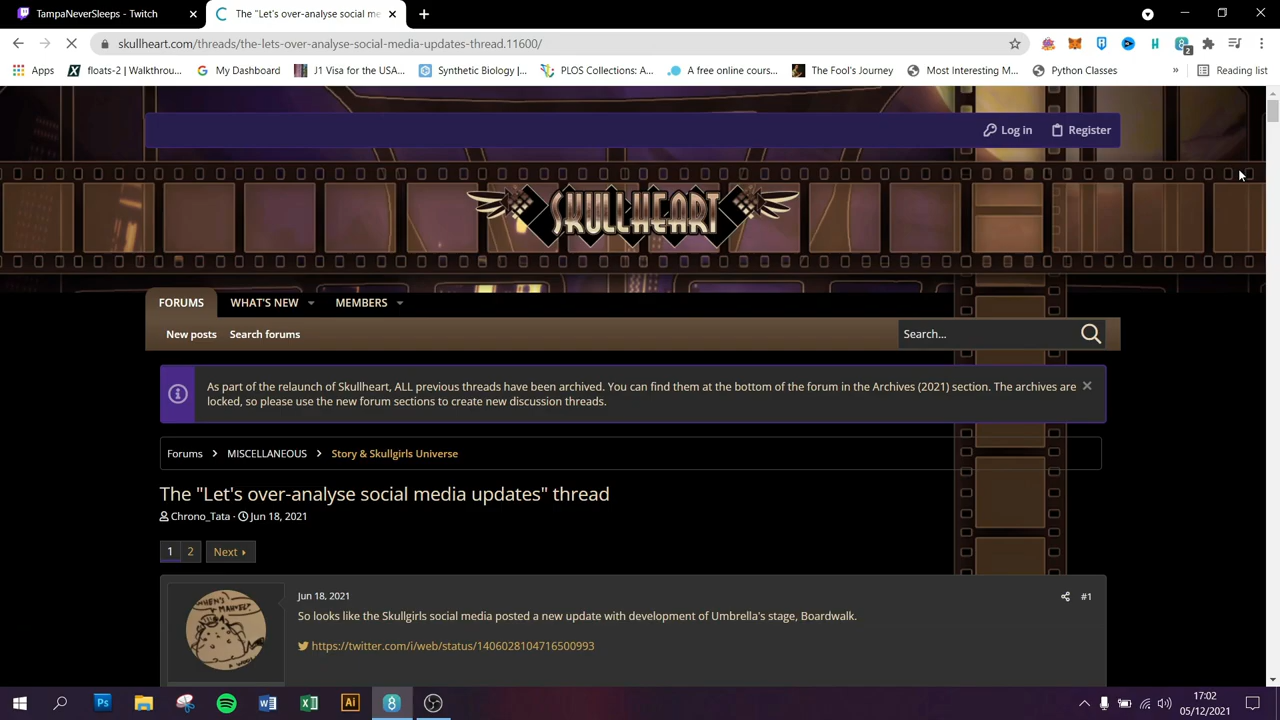 TampaNeverSleeps - Twitch
The "Let's over-analyse social me
skullheart.com/threads/the-lets-over-analyse-social-media-updates-thread.11600/
2
Apps
floats-2 | Walkthrou...
My Dashboard
J1 Visa for the USA...
Synthetic Biology |...
PLOS Collections: A...
A free online cours...
The Fool's Journey
Most Interesting M...
Python Classes
»
Reading list
Log in
Register
SKULLHEART
FORUMS
WHAT'S NEW
MEMBERS
New posts
Search forums
Search...
As part of the relaunch of Skullheart, ALL previous threads have been archived. You can find them at the bottom of the forum in the Archives (2021) section. The archives are
locked, so please use the new forum sections to create new discussion threads.
Forums
MISCELLANEOUS
Story & Skullgirls Universe
The "Let's over-analyse social media updates" thread
Chrono_Tata · Jun 18, 2021
1
2
Next
Jun 18, 2021
#1
So looks like the Skullgirls social media posted a new update with development of Umbrella's stage, Boardwalk.
https://twitter.com/i/web/status/1406028104716500993
17:02
05/12/2021